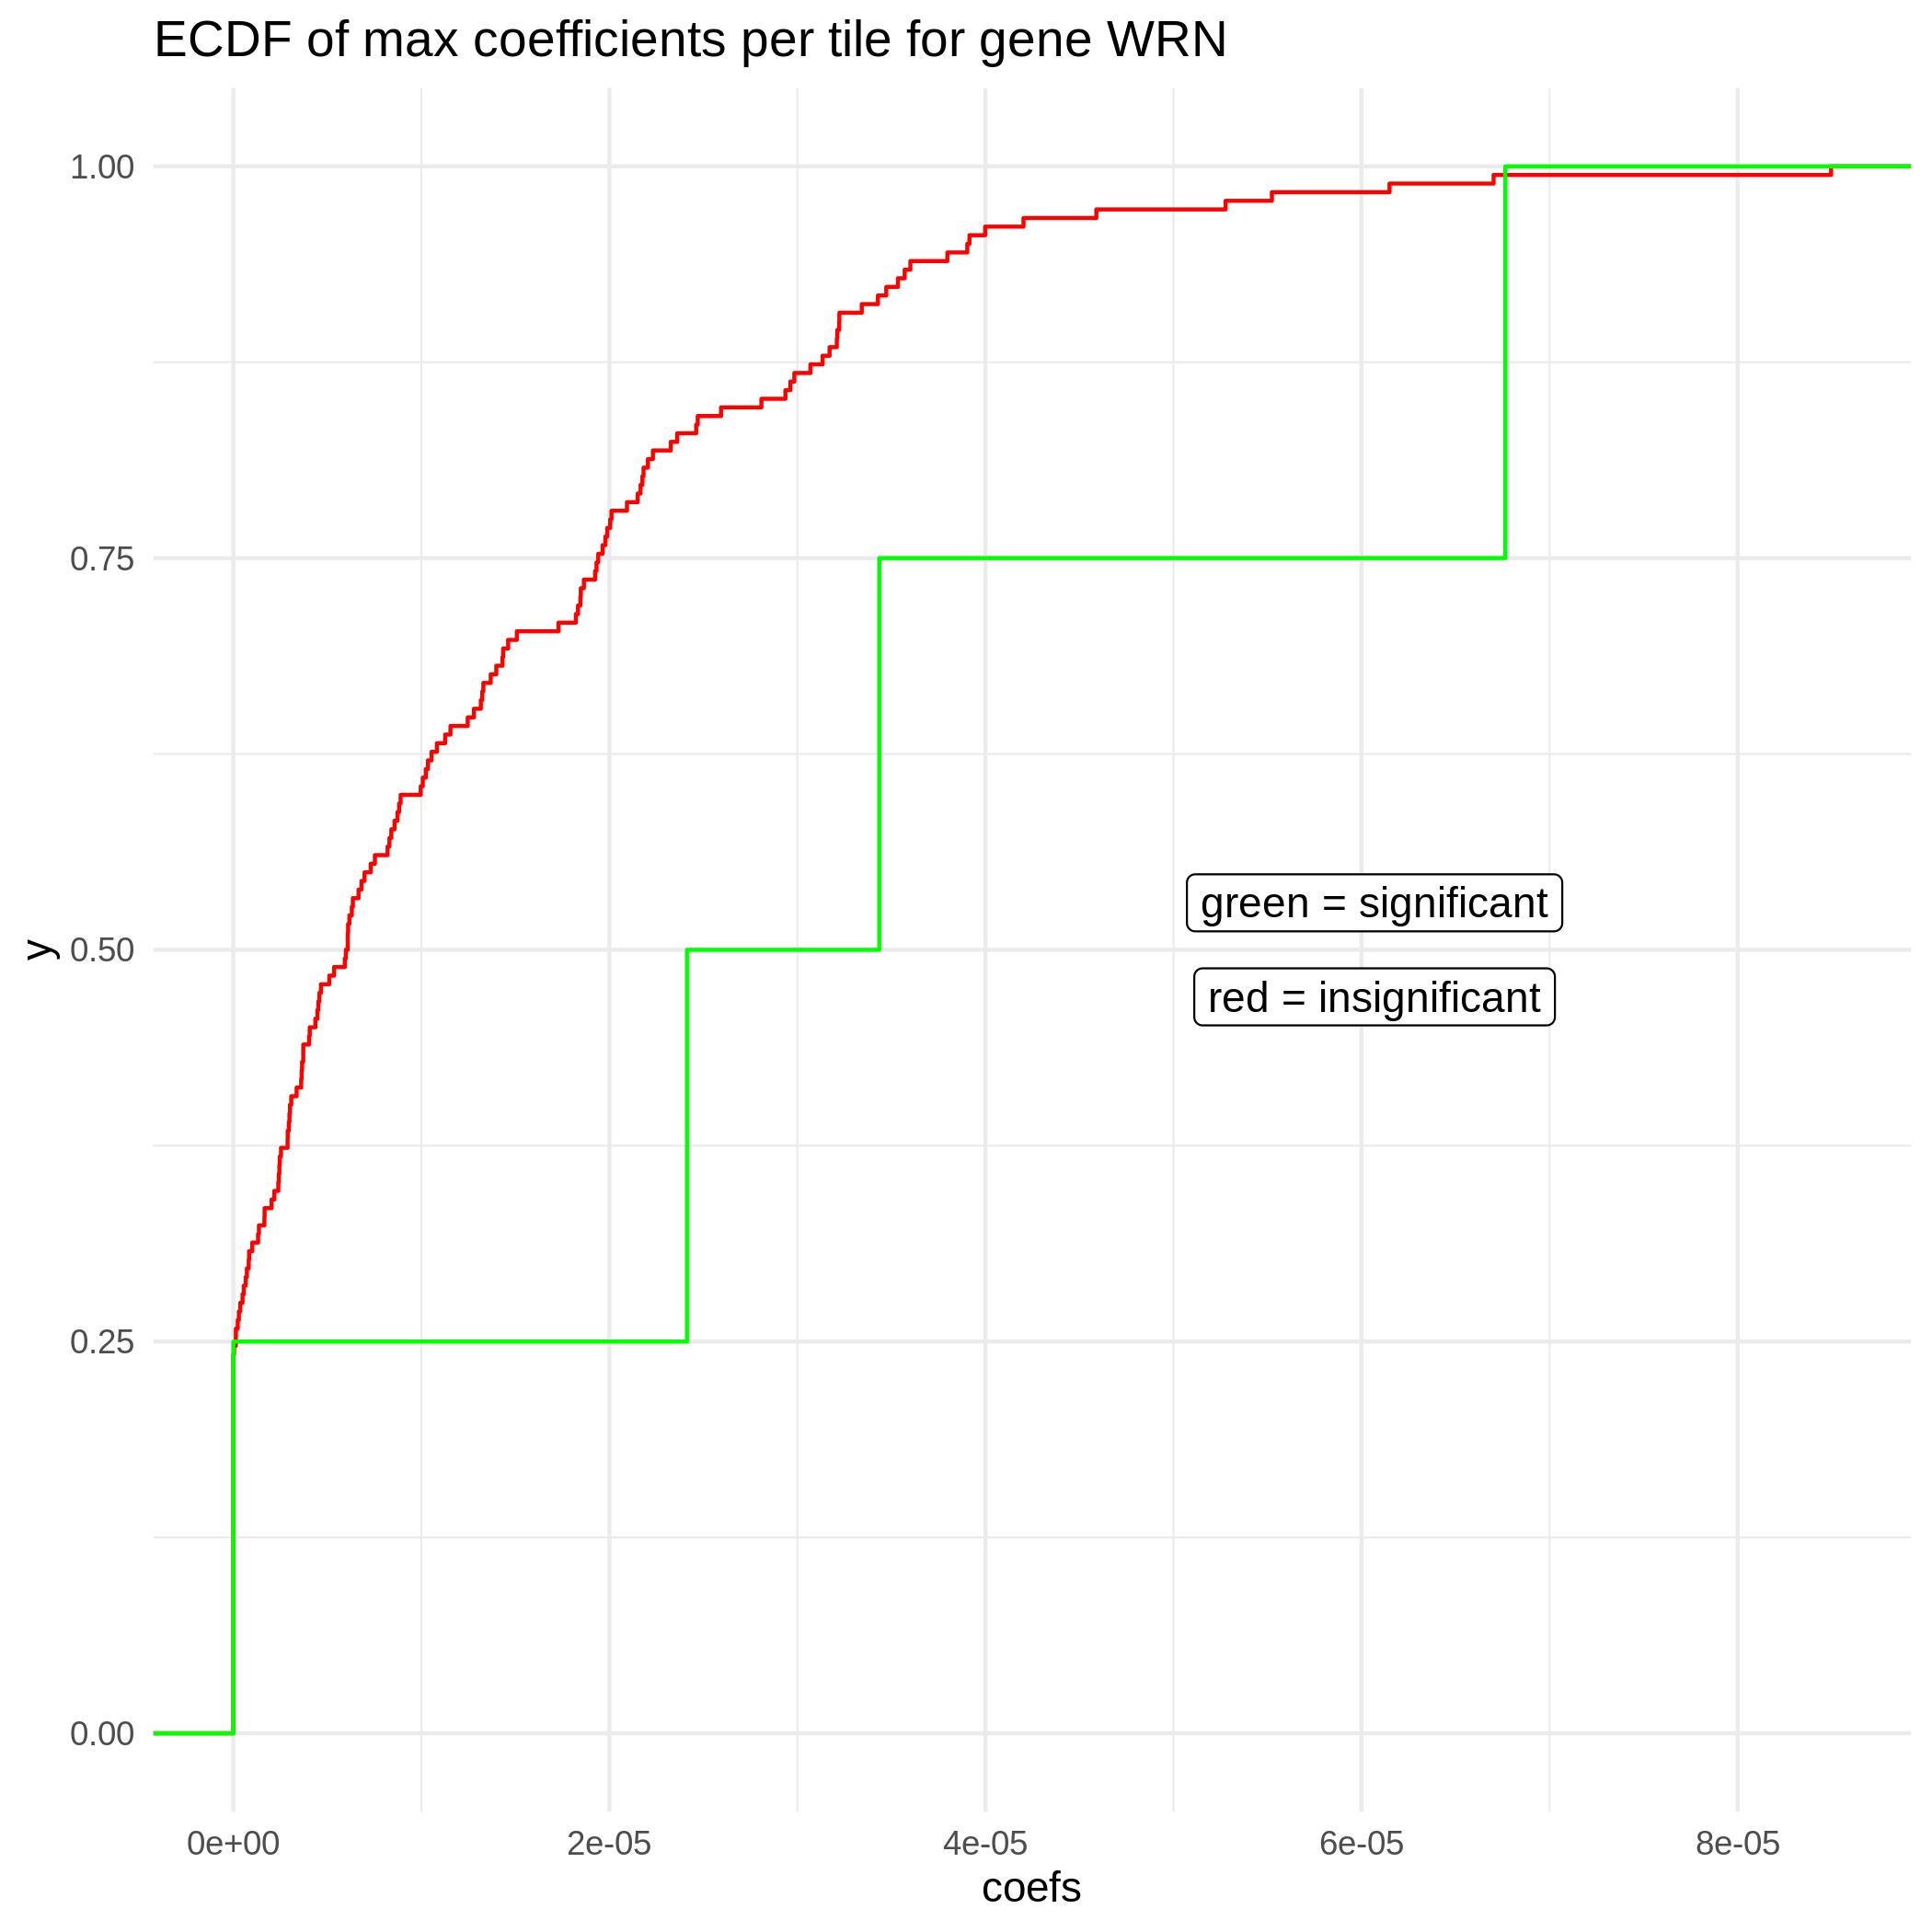 ECDF of max coefficients per tile for gene WRN
1.00
0.75
0.50
0.25
0.00
y
green = significant
red = insignificant
0e+00
2e-05
4e-05
6e-05
8e-05
coefs